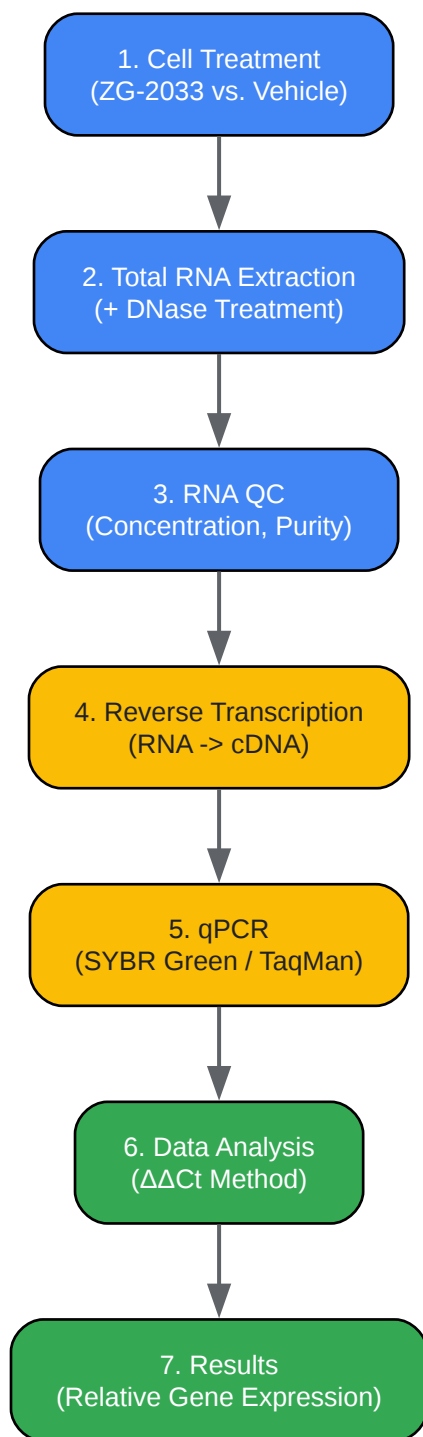 1. Cell Treatment
(ZG-2033 vs. Vehicle)
2. Total RNA Extraction
(+ DNase Treatment)
3. RNA QC
(Concentration, Purity)
4. Reverse Transcription
(RNA -> cDNA)
5. qPCR
(SYBR Green / TaqMan)
6. Data Analysis
(ΔΔCt Method)
7. Results
(Relative Gene Expression)